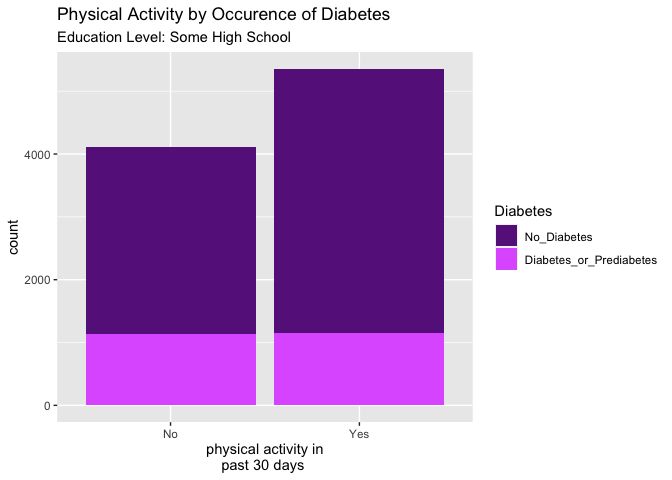 Physical Activity by Occurence of Diabetes
Education Level: Some High School
4000
2000
0
count
No
Yes
physical activity in
past 30 days
Diabetes
No_Diabetes
Diabetes_or_Prediabetes